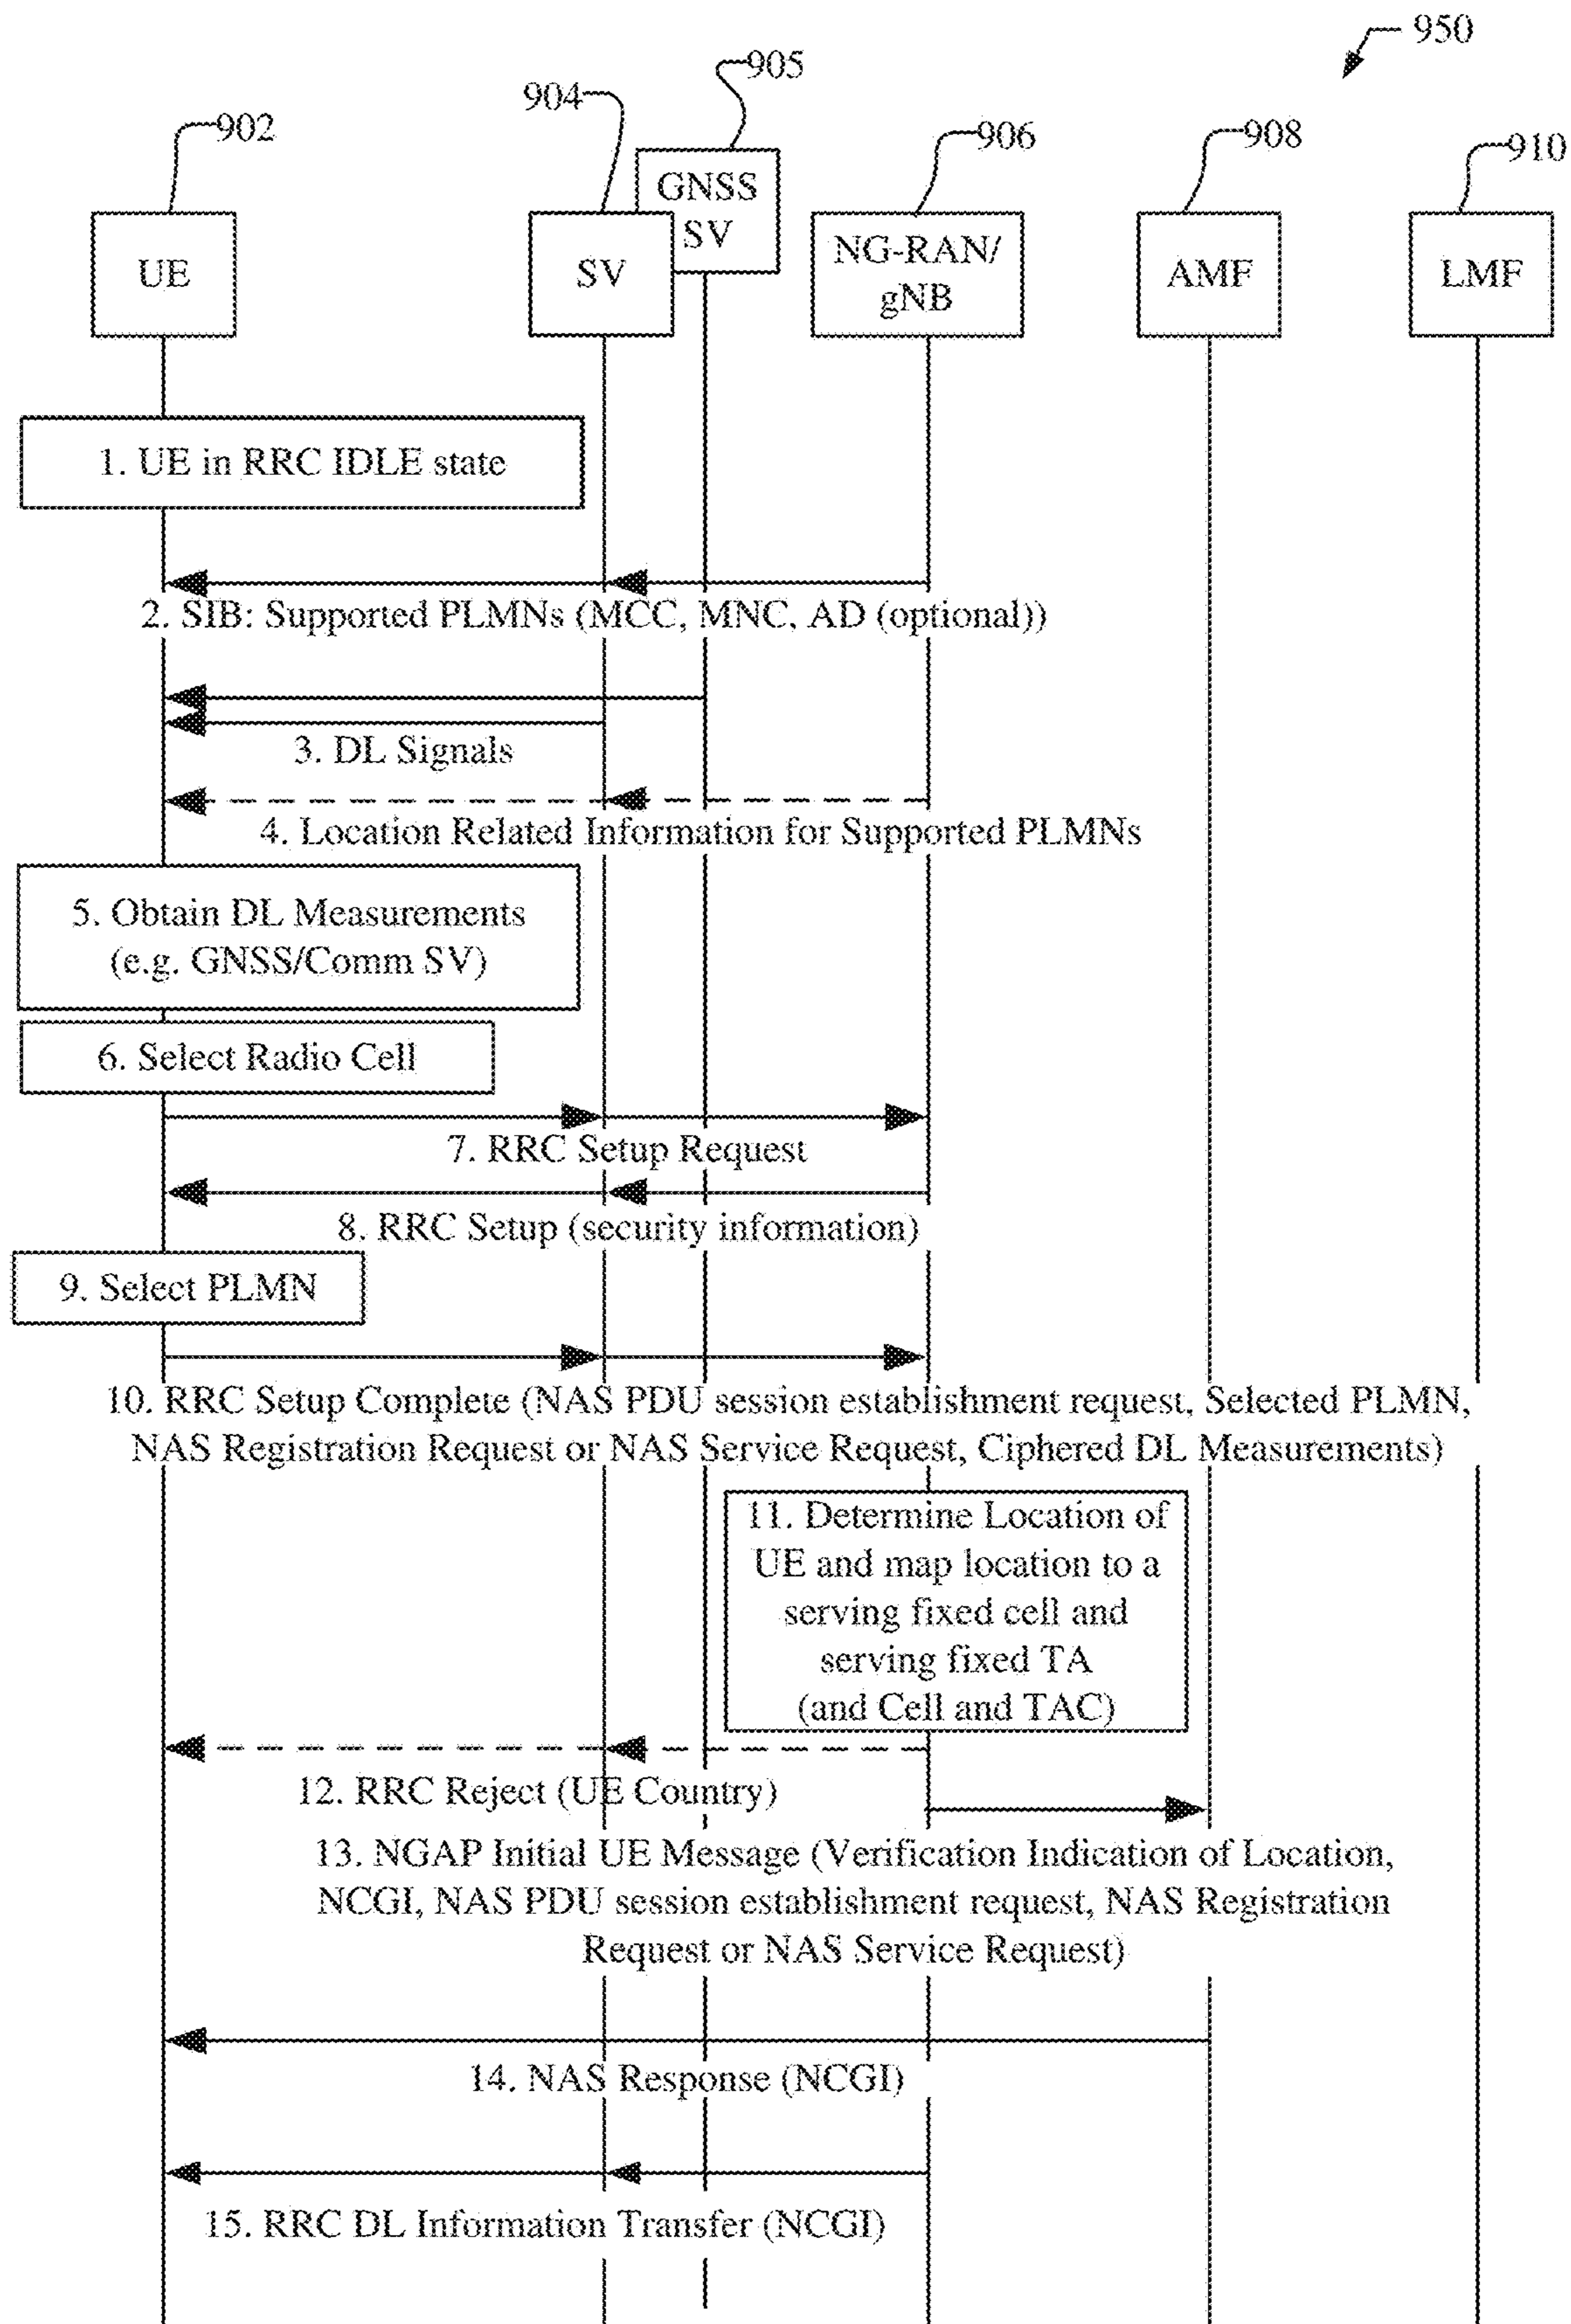 950
905
904
902
906
908
910
GNSS
SV
UE
SV
NG-RAN/
gNB
AMF
LMF
1. UE in RRC IDLE state
2. SIB: Supported PLMNs (MCC, MNC, AD (optional))
3. DL Signals
4. Location Related Information for Supported PLMNs
5. Obtain DL Measurements
(e.g. GNSS/Comm SV)
6. Select Radio Cell
7. RRC Setup Request
8. RRC Setup (security information)
9. Select PLMN
10. RRC Setup Complete (NAS PDU session establishment request, Selected PLMN,
NAS Registration Request or NAS Service Request, Ciphered DL Measurements)
11. Determine Location of
UE and map location to a
serving fixed cell and
serving fixed TA
(and Cell and TAC)
12. RRC Reject (UE Country)
13. NGAP Initial UE Message (Verification Indication of Location,
NCGI, NAS PDU session establishment request, NAS Registration
Request or NAS Service Request)
14. NAS Response (NCGI)
15. RRC DL Information Transfer (NCGI)